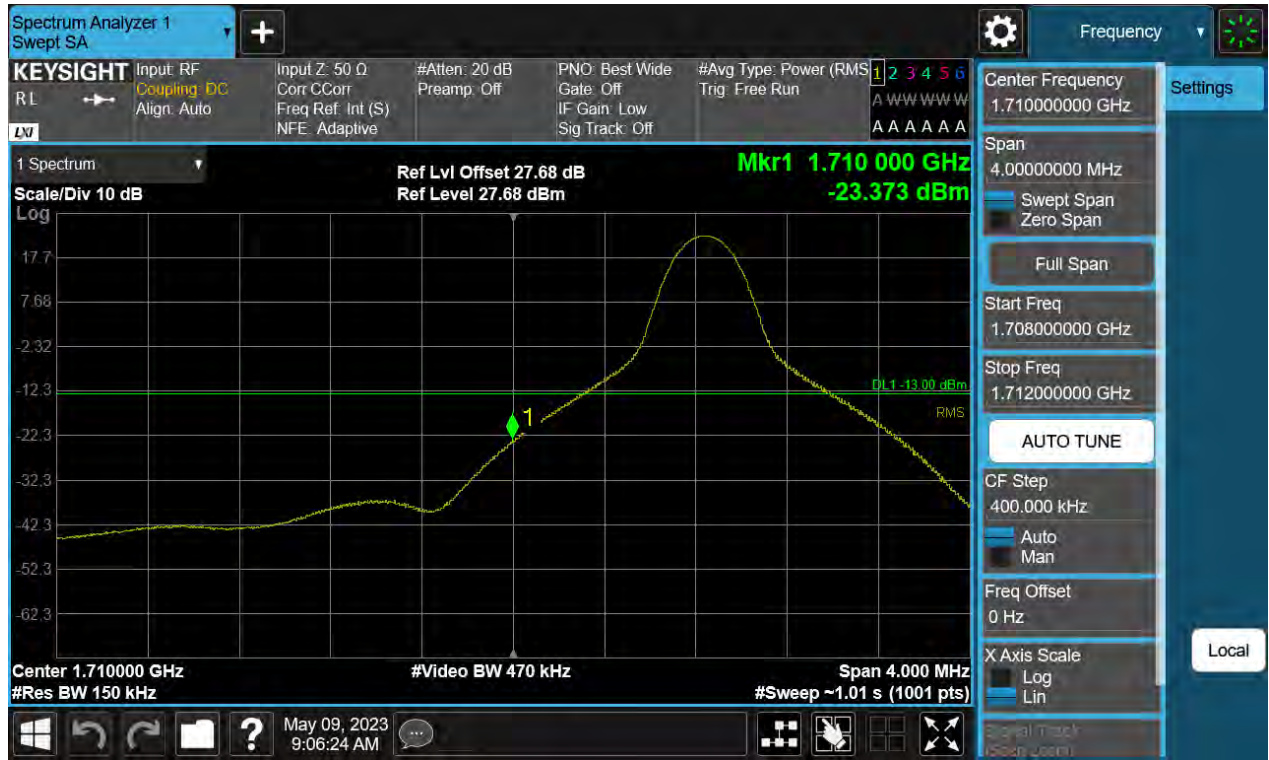 Spectrum Analyzer 1
Swept SA
Frequency
KEYSIGHT
RL
LXI
Input: RF
Coupling: DC
Align: Auto
Input Z: 50 Ω
Corr CCorr
Freq Ref: Int (S)
NFE: Adaptive
#Atten: 20 dB
Preamp: Off
PNO: Best Wide
Gate: Off
IF Gain: Low
Sig Track: Off
#Avg Type: Power (RMS
Trig: Free Run
1 2 3 4 5 6
A W W W W W
A A A A A A
1 Spectrum
Scale/Div 10 dB
Log
Ref Lvl Offset 27.68 dB
Ref Level 27.68 dBm
Mkr1 1.710 000 GHz
-23.373 dBm
17.7
7.68
-2.32
-12.3
-22.3
-32.3
-42.3
-52.3
-62.3
DL1 -13.00 dBm
RMS
1
Center 1.710000 GHz
#Video BW 470 kHz
Span 4.000 MHz
#Res BW 150 kHz
#Sweep ~1.01 s (1001 pts)
Center Frequency
1.710000000 GHz
Settings
Span
4.00000000 MHz
Swept Span
Zero Span
Full Span
Start Freq
1.708000000 GHz
Stop Freq
1.712000000 GHz
AUTO TUNE
CF Step
400.000 kHz
Auto
Man
Freq Offset
0 Hz
X Axis Scale
Log
Lin
Local
Signal Track
(Span Zoom)
?
May 09, 2023
9:06:24 AM